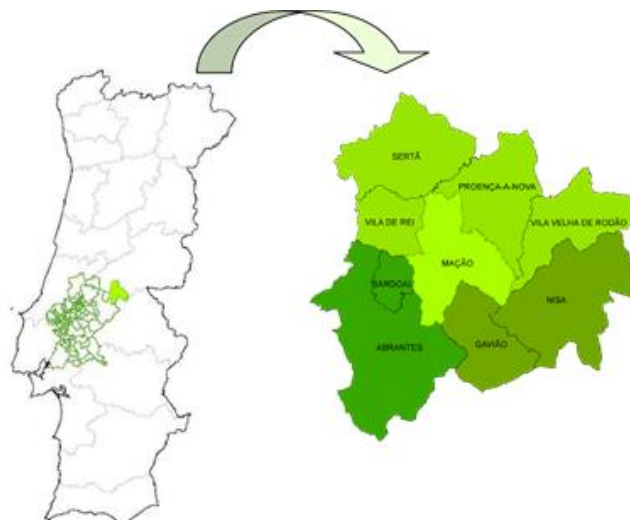 SERTÃ
PROENÇA-A-NOVA
VILA DE REI
VILA VELHA DE RODÃO
MAÇÃO
SARDOAL
NISA
GAVIÃO
ABRANTES